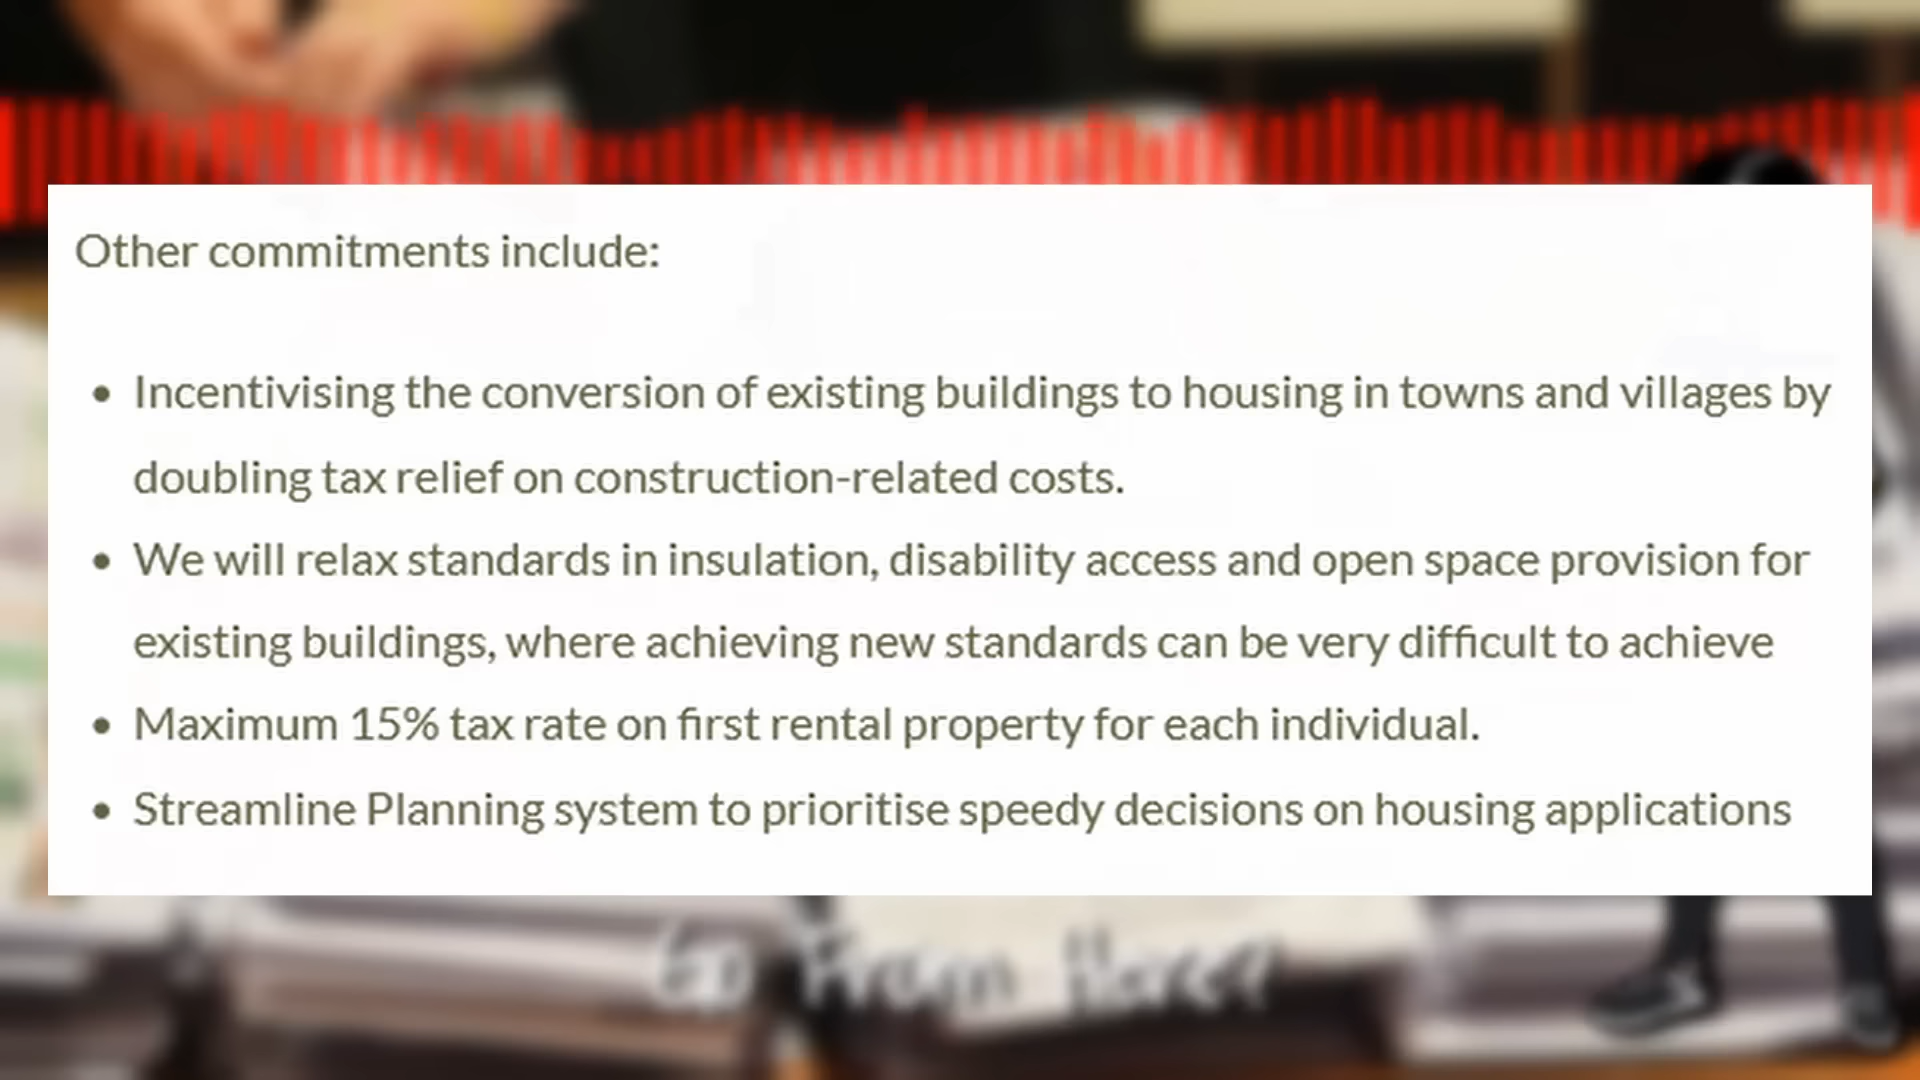 Other commitments include:
• Incentivising the conversion of existing buildings to housing in towns and villages by
doubling tax relief on construction-related costs.
• We will relax standards in insulation, disability access and open space provision for
existing buildings, where achieving new standards can be very difficult to achieve
• Maximum 15% tax rate on first rental property for each individual.
• Streamline Planning system to prioritise speedy decisions on housing applications
Go From Here?